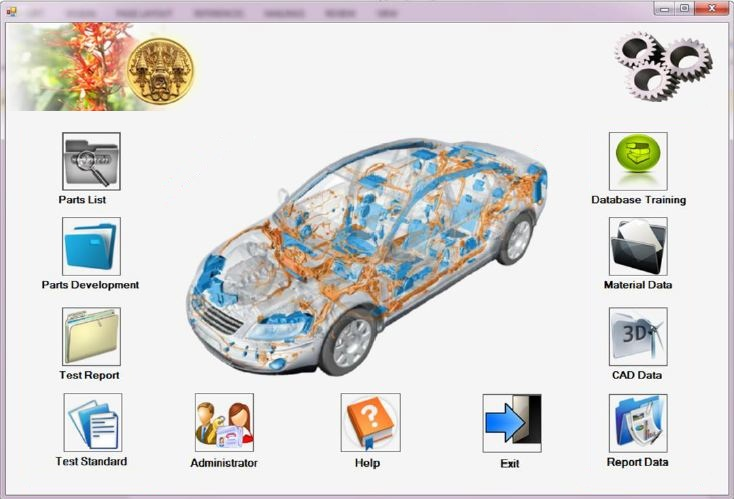 Parts List
Database Training
Parts Development
Material Data
Test Report
3D
CAD Data
Test Standard
Administrator
Help
Exit
Report Data